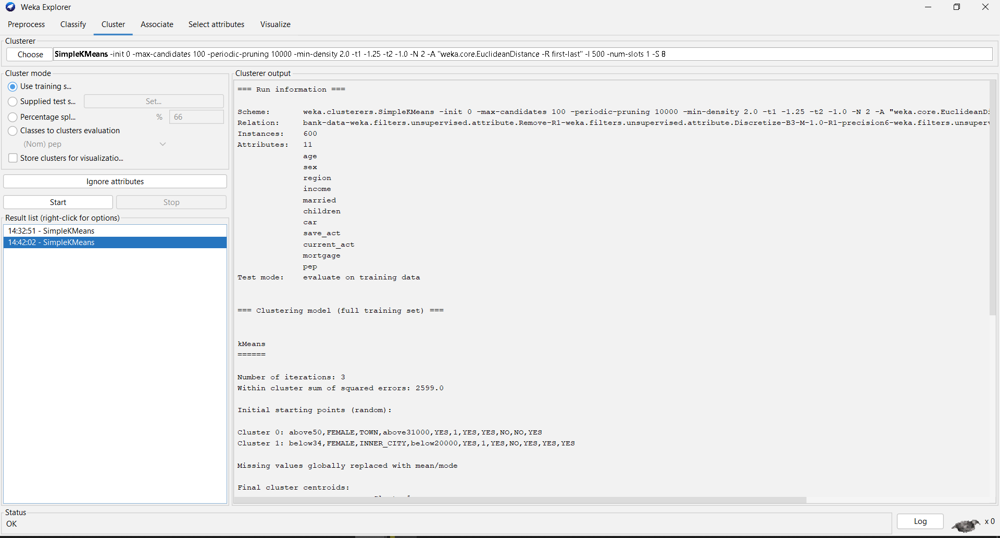 Weka Explorer
Preprocess Classify Cluster Associate Select attributes Visualize
Clusterer
Choose SimpleKMeans -init 0 -max-candidates 100 -periodic-pruning 10000 -min-density 2.0 -t1 -1.25 -t2 -1.0 -N 2 -A "weka.core.EuclideanDistance -R first-last" -I 500 -num-slots 1 -S 8
Cluster mode
Use training s...
Supplied test s... Set...
Percentage spl... % 66
Classes to clusters evaluation
(Nom) pep
Store clusters for visualizatio...
Ignore attributes
Start Stop
Result list (right-click for options)
14:32:51 - SimpleKMeans
14:42:02 - SimpleKMeans
Clusterer output
=== Run information ===
Scheme: weka.clusterers.SimpleKMeans -init 0 -max-candidates 100 -periodic-pruning 10000 -min-density 2.0 -t1 -1.25 -t2 -1.0 -N 2 -A "weka.core.EuclideanDi
Relation: bank-data-weka.filters.unsupervised.attribute.Remove-R1-weka.filters.unsupervised.attribute.Discretize-B3-M-1.0-R1-precision6-weka.filters.unsuperv
Instances: 600
Attributes: 11
age
sex
region
income
married
children
car
save_act
current_act
mortgage
pep
Test mode: evaluate on training data
=== Clustering model (full training set) ===
kMeans
======
Number of iterations: 3
Within cluster sum of squared errors: 2599.0
Initial starting points (random):
Cluster 0: above50,FEMALE,TOWN,above31000,YES,1,YES,YES,NO,NO,YES
Cluster 1: below34,FEMALE,INNER_CITY,below20000,YES,1,YES,NO,YES,YES,YES
Missing values globally replaced with mean/mode
Final cluster centroids:
Status
OK
Log x 0